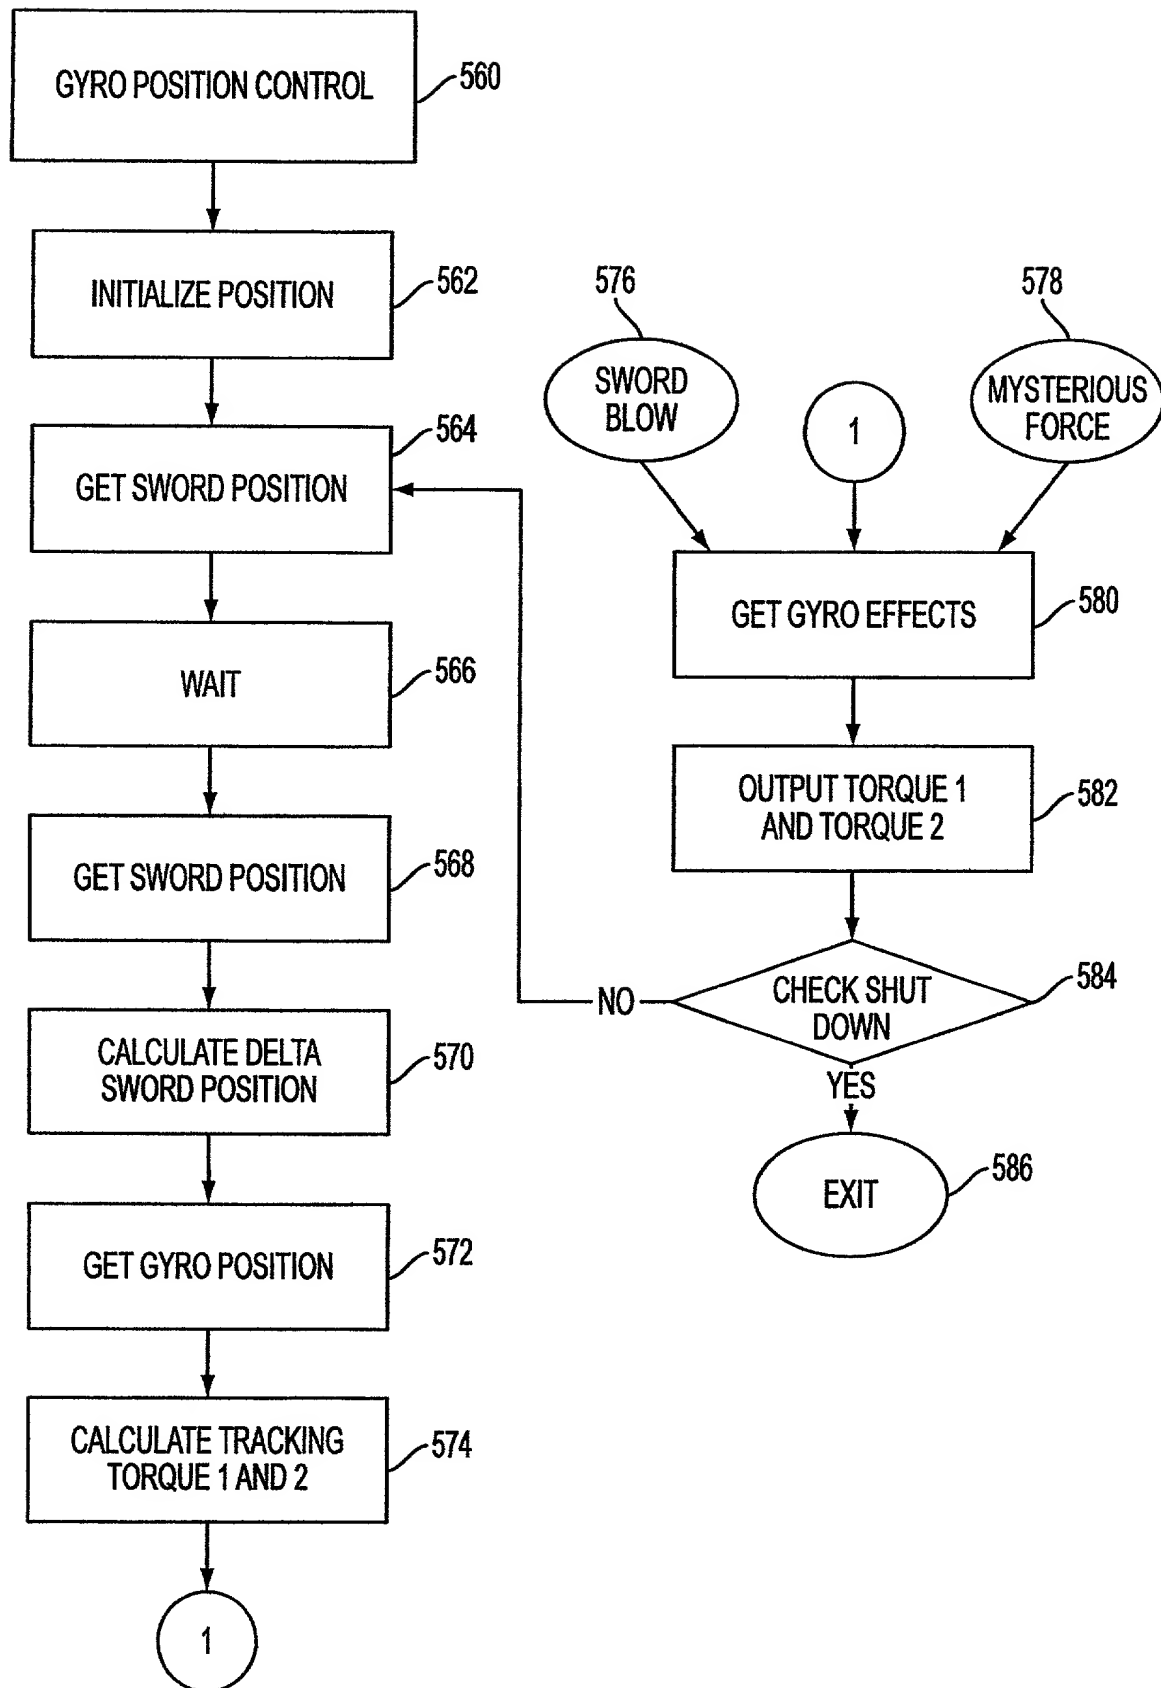 GYRO POSITION CONTROL
560
INITIALIZE POSITION
562
GET SWORD POSITION
564
WAIT
566
GET SWORD POSITION
568
CALCULATE DELTA
SWORD POSITION
570
GET GYRO POSITION
572
CALCULATE TRACKING
TORQUE 1 AND 2
574
1
576
SWORD
BLOW
1
578
MYSTERIOUS
FORCE
GET GYRO EFFECTS
580
OUTPUT TORQUE 1
AND TORQUE 2
582
CHECK SHUT
DOWN
584
NO
YES
EXIT
586